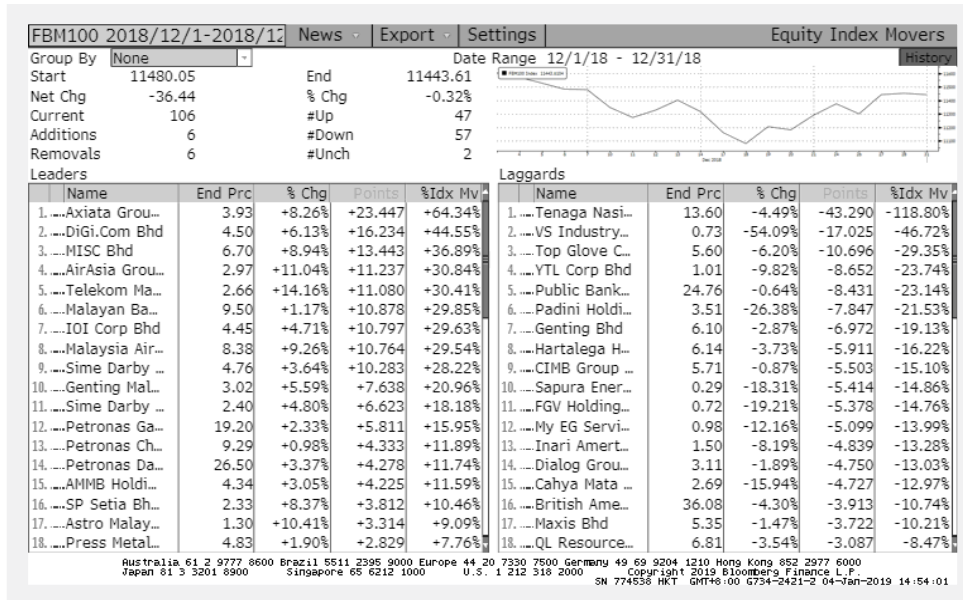 FBM100 2018/12/1-2018/12 News Export Settings Equity Index Movers
Group By None Date Range 12/1/18 - 12/31/18 History
Start 11480.05 End 11443.61
Net Chg -36.44 % Chg -0.32%
Current 106 #Up 47
Additions 6 #Down 57
Removals 6 #Unch 2
Leaders Laggards
Name End Prc % Chg Points %Idx Mv Name End Prc % Chg Points %Idx Mv
1. Axiata Grou… 3.93 +8.26% +23.447 +64.34% 1. Tenaga Nasi… 13.60 -4.49% -43.290 -118.80%
2. DiGi.Com Bhd 4.50 +6.13% +16.234 +44.55% 2. VS Industry… 0.73 -54.09% -17.025 -46.72%
3. MISC Bhd 6.70 +8.94% +13.443 +36.89% 3. Top Glove C… 5.60 -6.20% -10.696 -29.35%
4. AirAsia Grou… 2.97 +11.04% +11.237 +30.84% 4. YTL Corp Bhd 1.01 -9.82% -8.652 -23.74%
5. Telekom Ma… 2.66 +14.16% +11.080 +30.41% 5. Public Bank… 24.76 -0.64% -8.431 -23.14%
6. Malayan Ba… 9.50 +1.17% +10.878 +29.85% 6. Padini Holdi… 3.51 -26.38% -7.847 -21.53%
7. IOI Corp Bhd 4.45 +4.71% +10.797 +29.63% 7. Genting Bhd 6.10 -2.87% -6.972 -19.13%
8. Malaysia Air… 8.38 +9.26% +10.764 +29.54% 8. Hartalega H… 6.14 -3.73% -5.911 -16.22%
9. Sime Darby … 4.76 +3.64% +10.283 +28.22% 9. CIMB Group … 5.71 -0.87% -5.503 -15.10%
10. Genting Mal… 3.02 +5.59% +7.638 +20.96% 10. Sapura Ener… 0.29 -18.31% -5.414 -14.86%
11. Sime Darby … 2.40 +4.80% +6.623 +18.18% 11. FGV Holding… 0.72 -19.21% -5.378 -14.76%
12. Petronas Ga… 19.20 +2.33% +5.811 +15.95% 12. My EG Servi… 0.98 -12.16% -5.099 -13.99%
13. Petronas Ch… 9.29 +0.98% +4.333 +11.89% 13. Inari Amert… 1.50 -8.19% -4.839 -13.28%
14. Petronas Da… 26.50 +3.37% +4.278 +11.74% 14. Dialog Grou… 3.11 -1.89% -4.750 -13.03%
15. AMMB Holdi… 4.34 +3.05% +4.225 +11.59% 15. Cahya Mata … 2.69 -15.94% -4.727 -12.97%
16. SP Setia Bh… 2.33 +8.37% +3.812 +10.46% 16. British Ame… 36.08 -4.30% -3.913 -10.74%
17. Astro Malay… 1.30 +10.41% +3.314 +9.09% 17. Maxis Bhd 5.35 -1.47% -3.722 -10.21%
18. Press Metal… 4.83 +1.90% +2.829 +7.76% 18. QL Resource… 6.81 -3.54% -3.087 -8.47%
Australia 61 2 9777 8600 Brazil 5511 2395 9000 Europe 44 20 7330 7500 Germany 49 69 9204 1210 Hong Kong 852 2977 6000
Japan 81 3 3201 8900 Singapore 65 6212 1000 U.S. 1 212 318 2000 Copyright 2019 Bloomberg Finance L.P.
SN 774538 HKT GMT+8:00 G734-2421-2 04-Jan-2019 14:54:01